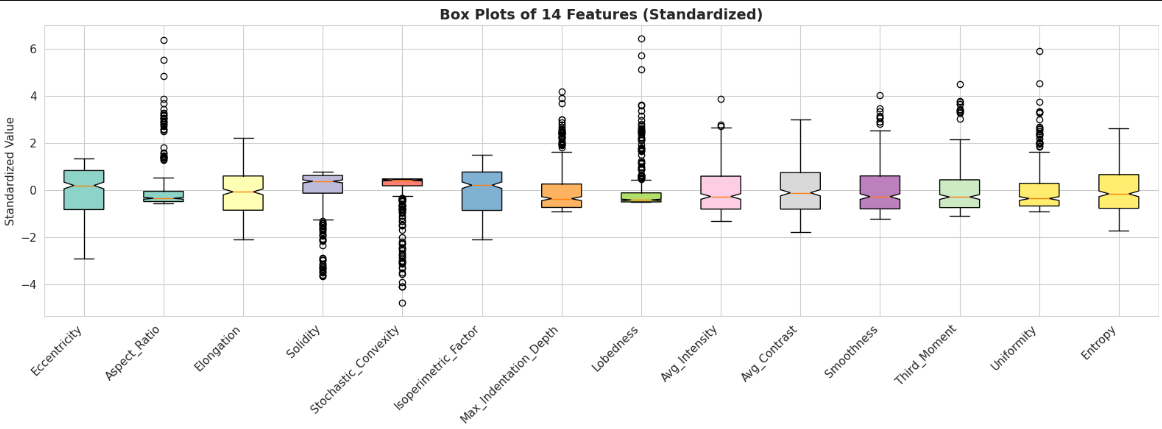 Box Plots of 14 Features (Standardized)
Standardized Value
6
4
2
0
−2
−4
Eccentricity
Aspect_Ratio
Elongation
Solidity
Stochastic_Convexity
Isoperimetric_Factor
Max_Indentation_Depth
Lobedness
Avg_Intensity
Avg_Contrast
Smoothness
Third_Moment
Uniformity
Entropy